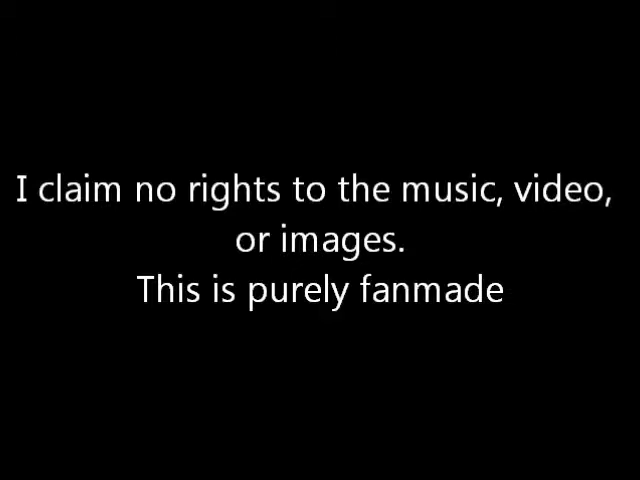 I claim no rights to the music, video,
or images.
This is purely fanmade